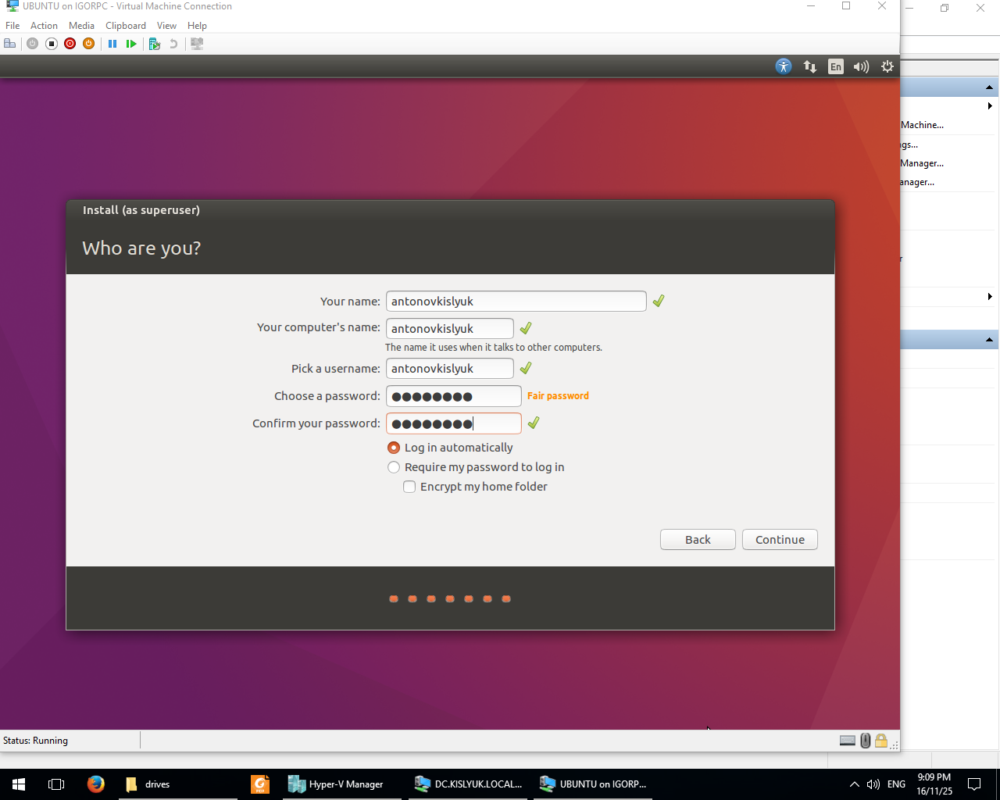 UBUNTU on IGORPC - Virtual Machine Connection
File Action Media Clipboard View Help
En
Machine...
Manager...
Install (as superuser)
Who are you?
Your name: antonovkislyuk
Your computer's name: antonovkislyuk
The name it uses when it talks to other computers.
Pick a username: antonovkislyuk
Choose a password: ●●●●●●●● Fair password
Confirm your password: ●●●●●●●●
Log in automatically
Require my password to log in
Encrypt my home folder
Back Continue
Status: Running
drives
PDF
Hyper-V Manager
DC.KISLYUK.LOCAL...
UBUNTU on IGORP...
ENG
9:09 PM
16/11/25